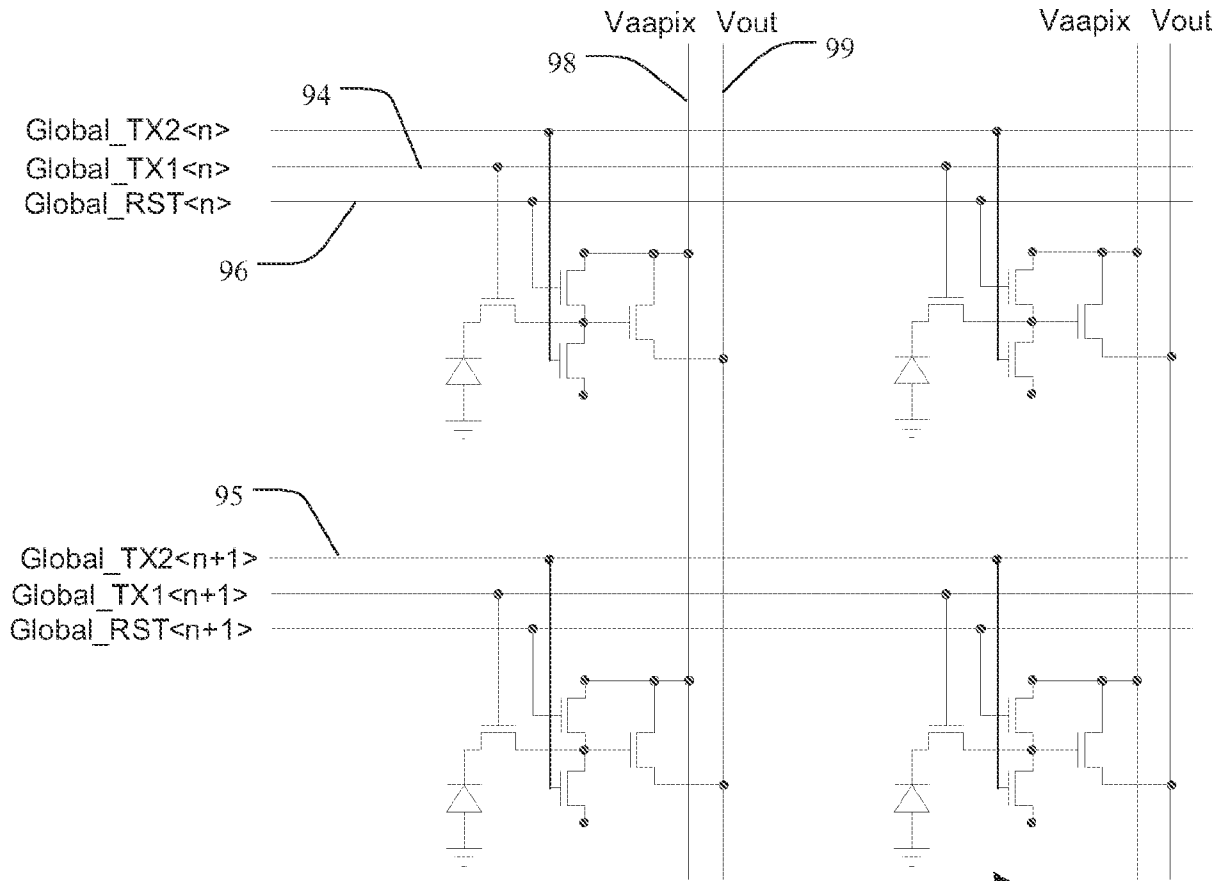 Vaapix Vout Vaapix Vout
98
99
94
Global_TX2<n>
Global_TX1<n>
Global_RST<n>
96
95
Global_TX2<n+1>
Global_TX1<n+1>
Global_RST<n+1>